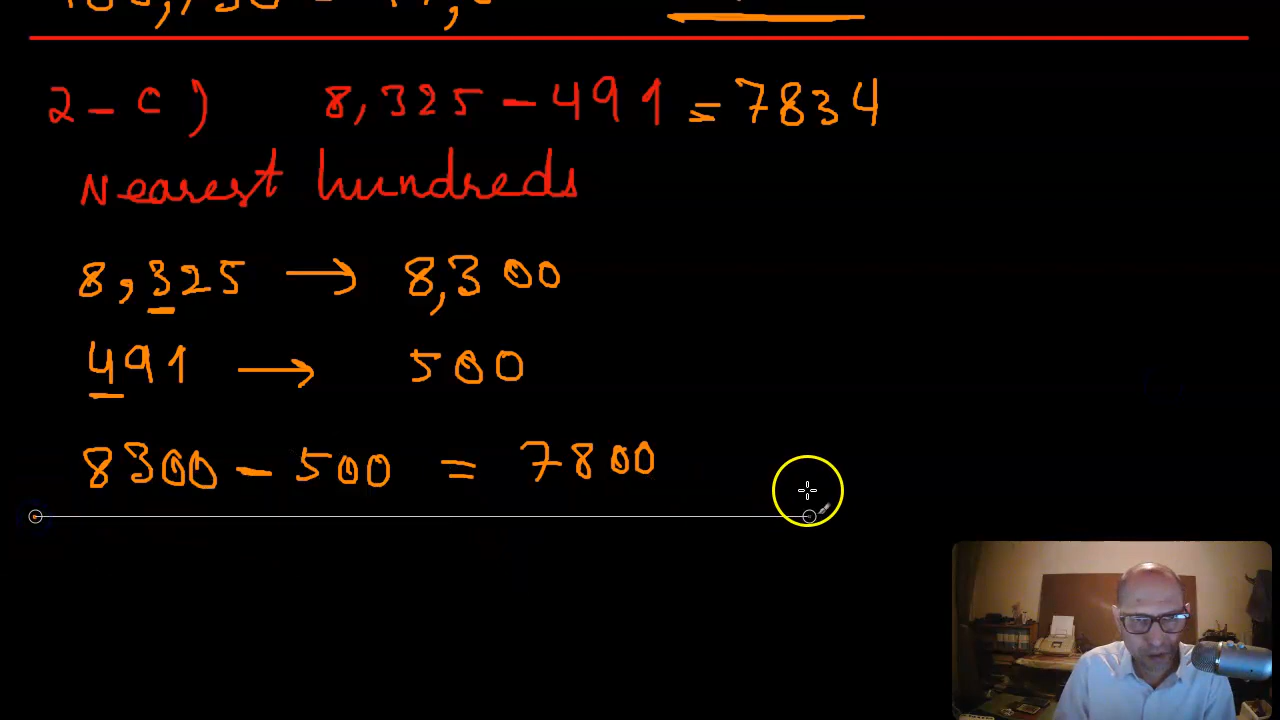 2 - c) 8,325 - 491 = 7834
Nearest hundreds
8,325 → 8,300
491 → 500
8300 - 500 = 7800